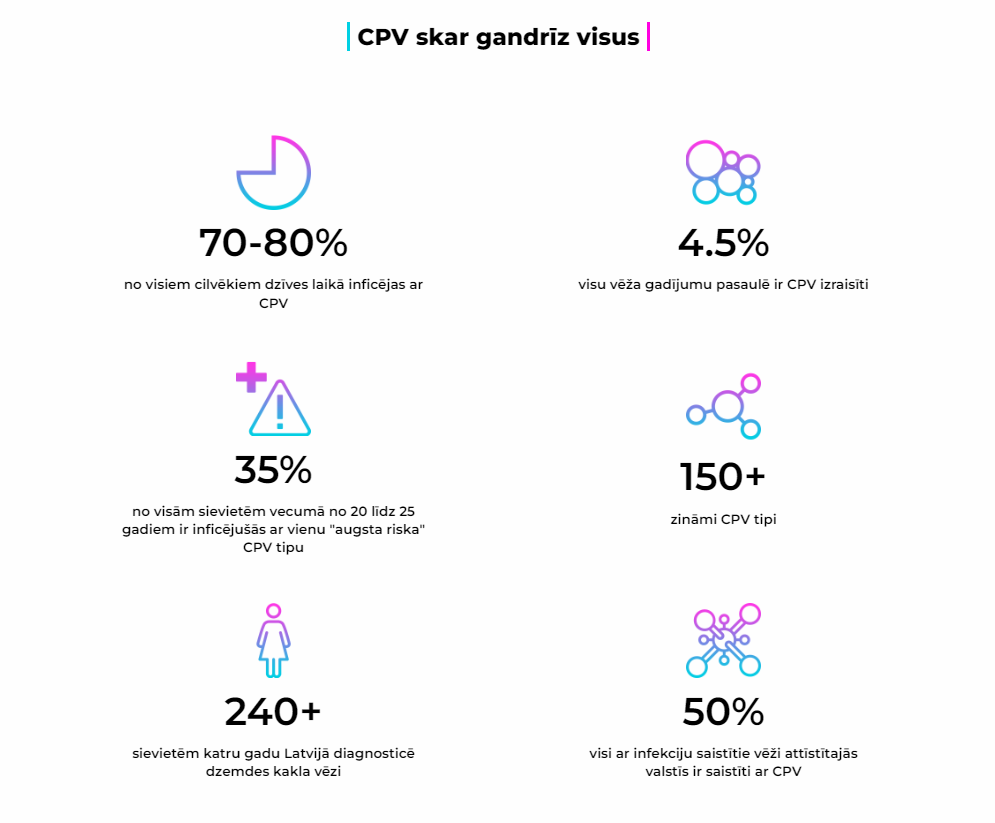 CPV skar gandrīz visus
70-80%
no visiem cilvēkiem dzīves laikā inficējas ar
CPV
4.5%
visu vēža gadījumu pasaulē ir CPV izraisīti
35%
no visām sievietēm vecumā no 20 līdz 25
gadiem ir inficējušās ar vienu "augsta riska"
CPV tipu
150+
zināmi CPV tipi
240+
sievietēm katru gadu Latvijā diagnosticē
dzemdes kakla vēzi
50%
visi ar infekciju saistītie vēži attīstītajās
valstīs ir saistīti ar CPV